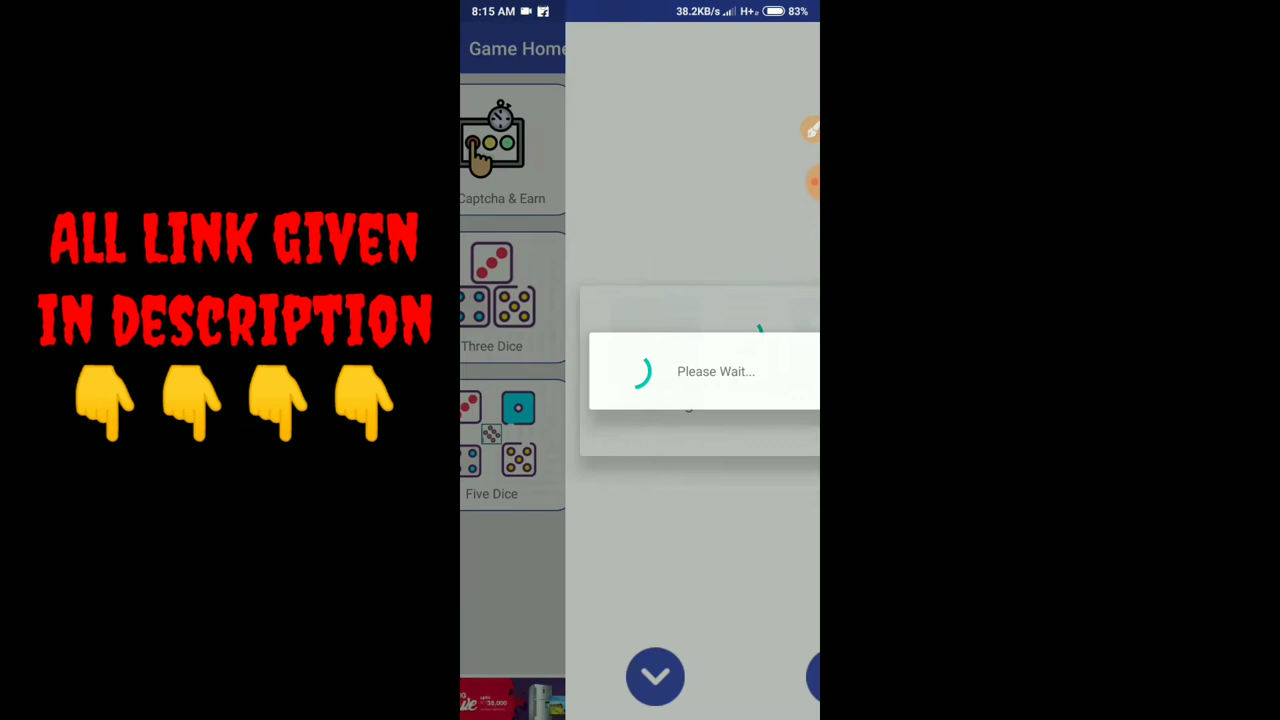 8:15 AM
38.2KB/s
H+
83%
Game Home
Captcha & Earn
Three Dice
Five Dice
Please Wait...
ALL LINK GIVEN
IN DESCRIPTION
upto